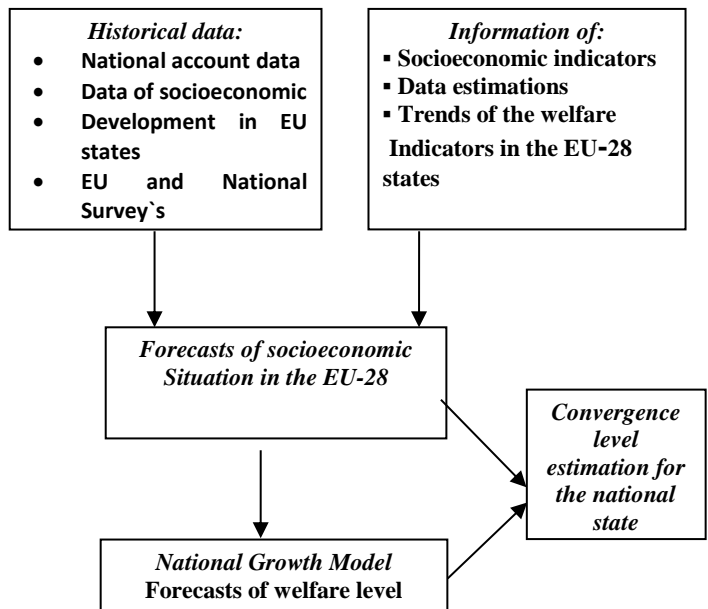 Historical data:
• National account data
• Data of socioeconomic
• Development in EU
states
• EU and National
Survey`s
Information of:
▪ Socioeconomic indicators
▪ Data estimations
▪ Trends of the welfare
Indicators in the EU-28
states
Forecasts of socioeconomic
Situation in the EU-28
Convergence
level
estimation for
the national
state
National Growth Model
Forecasts of welfare level